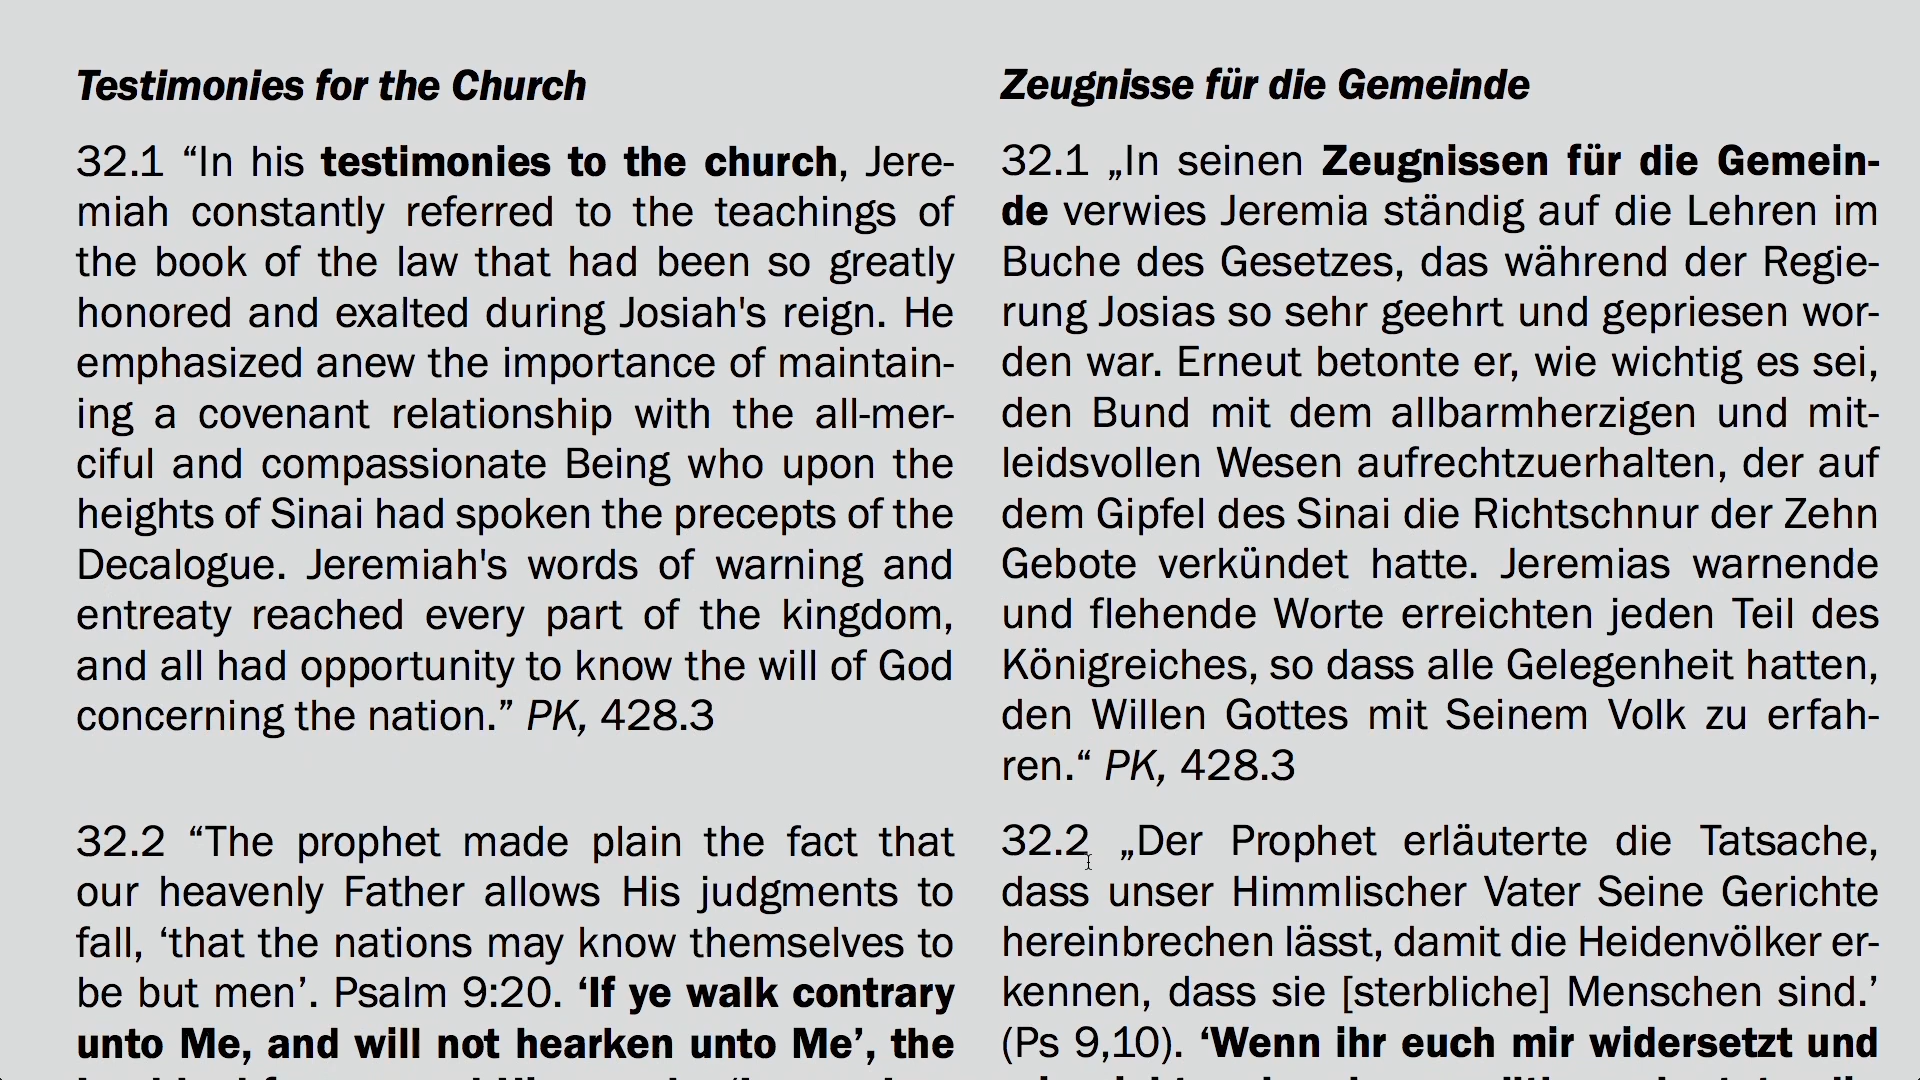 Testimonies for the Church
32.1 “In his testimonies to the church, Jere-
miah constantly referred to the teachings of
the book of the law that had been so greatly
honored and exalted during Josiah's reign. He
emphasized anew the importance of maintain-
ing a covenant relationship with the all-mer-
ciful and compassionate Being who upon the
heights of Sinai had spoken the precepts of the
Decalogue. Jeremiah's words of warning and
entreaty reached every part of the kingdom,
and all had opportunity to know the will of God
concerning the nation.” PK, 428.3
32.2 “The prophet made plain the fact that
our heavenly Father allows His judgments to
fall, ‘that the nations may know themselves to
be but men’. Psalm 9:20. ‘If ye walk contrary
unto Me, and will not hearken unto Me’, the
Zeugnisse für die Gemeinde
32.1 „In seinen Zeugnissen für die Gemein-
de verwies Jeremia ständig auf die Lehren im
Buche des Gesetzes, das während der Regie-
rung Josias so sehr geehrt und gepriesen wor-
den war. Erneut betonte er, wie wichtig es sei,
den Bund mit dem allbarmherzigen und mit-
leidsvollen Wesen aufrechtzuerhalten, der auf
dem Gipfel des Sinai die Richtschnur der Zehn
Gebote verkündet hatte. Jeremias warnende
und flehende Worte erreichten jeden Teil des
Königreiches, so dass alle Gelegenheit hatten,
den Willen Gottes mit Seinem Volk zu erfah-
ren.“ PK, 428.3
32.2 „Der Prophet erläuterte die Tatsache,
dass unser Himmlischer Vater Seine Gerichte
hereinbrechen lässt, damit die Heidenvölker er-
kennen, dass sie [sterbliche] Menschen sind.’
(Ps 9,10). ‘Wenn ihr euch mir widersetzt und